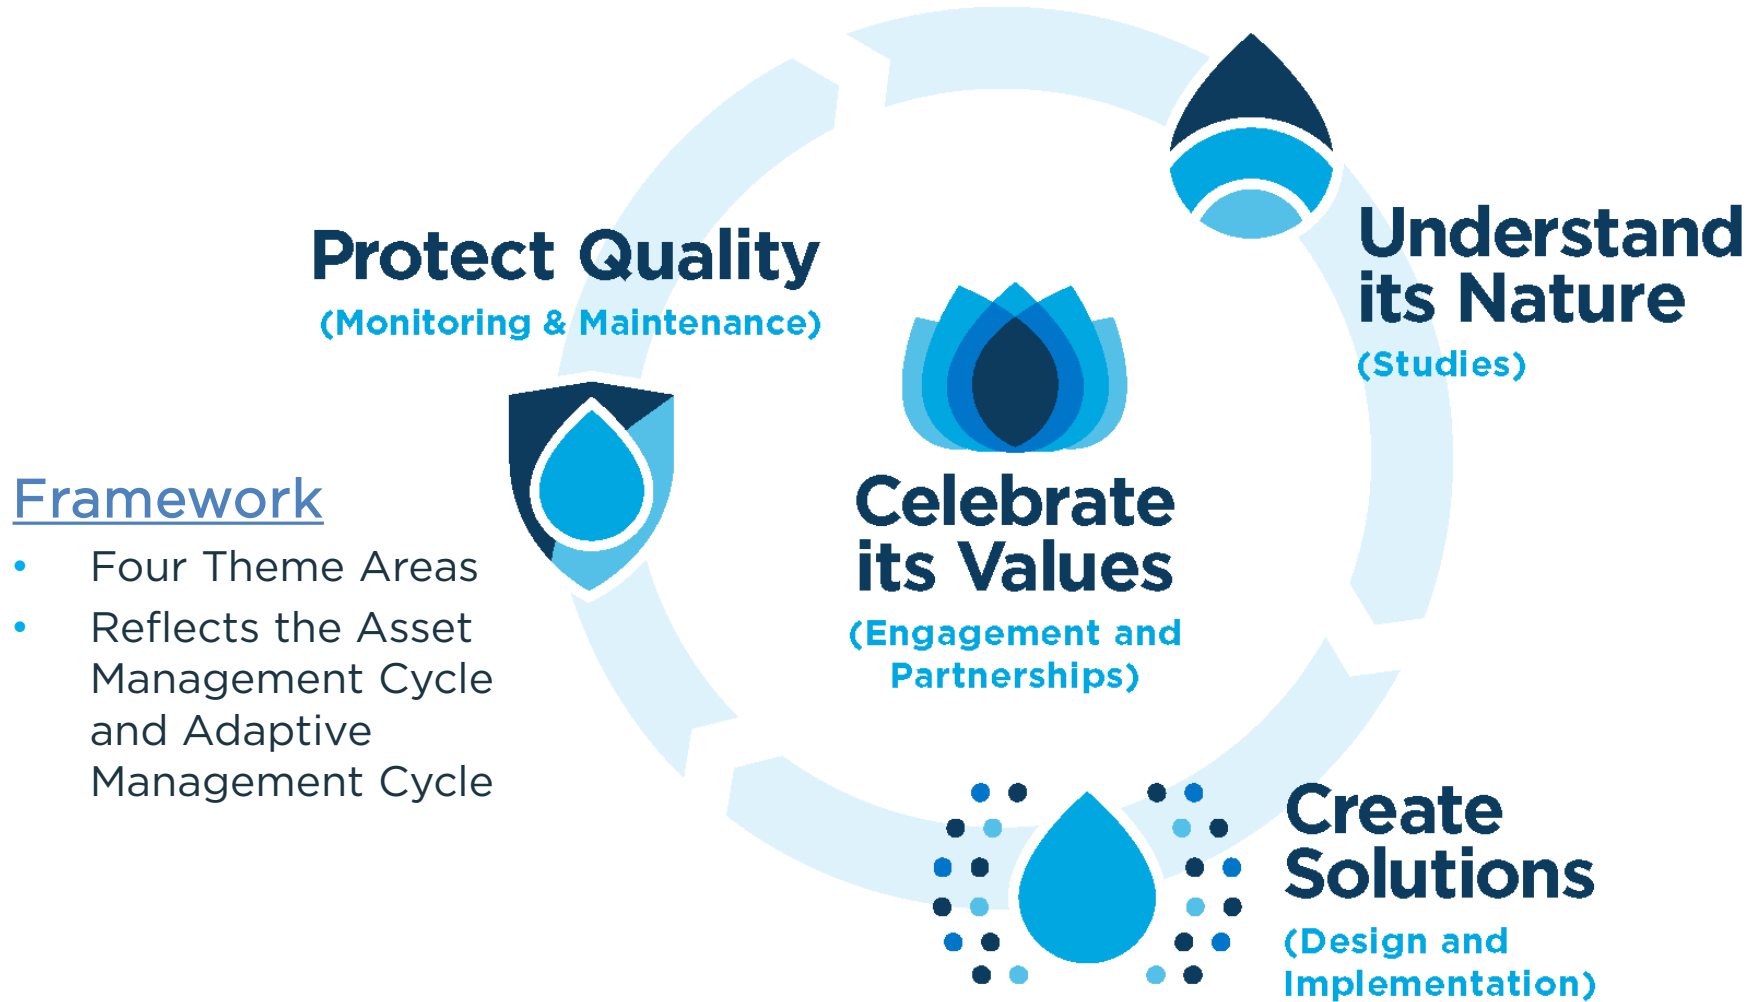 Protect Quality
(Monitoring & Maintenance)
Understand
its Nature
(Studies)
Celebrate
its Values
(Engagement and
Partnerships)
Framework
• Four Theme Areas
• Reflects the Asset
Management Cycle
and Adaptive
Management Cycle
Create
Solutions
(Design and
Implementation)